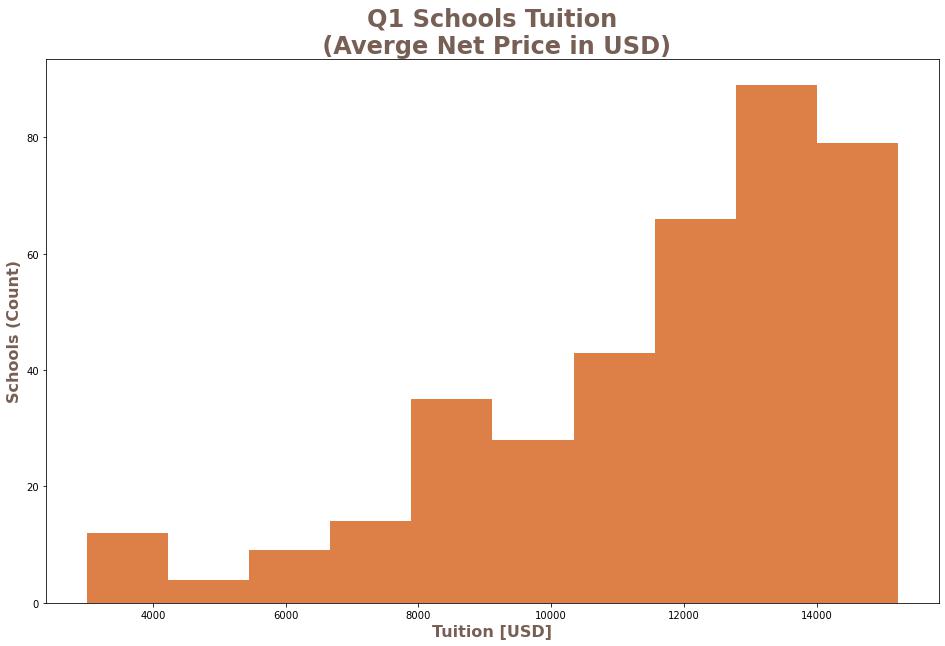 Q1 Schools Tuition
(Averge Net Price in USD)
Schools (Count)
80
60
40
20
0
4000 6000 8000 10000 12000 14000
Tuition [USD]